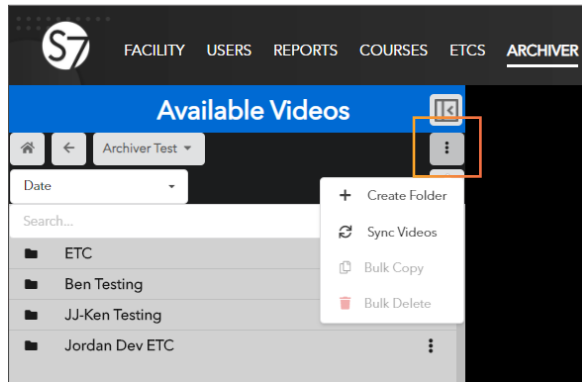 S7 FACILITY USERS REPORTS COURSES ETCS ARCHIVER
Available Videos
Archiver Test
Date
Create Folder
Search...
Sync Videos
ETC
Bulk Copy
Ben Testing
Bulk Delete
JJ-Ken Testing
Jordan Dev ETC